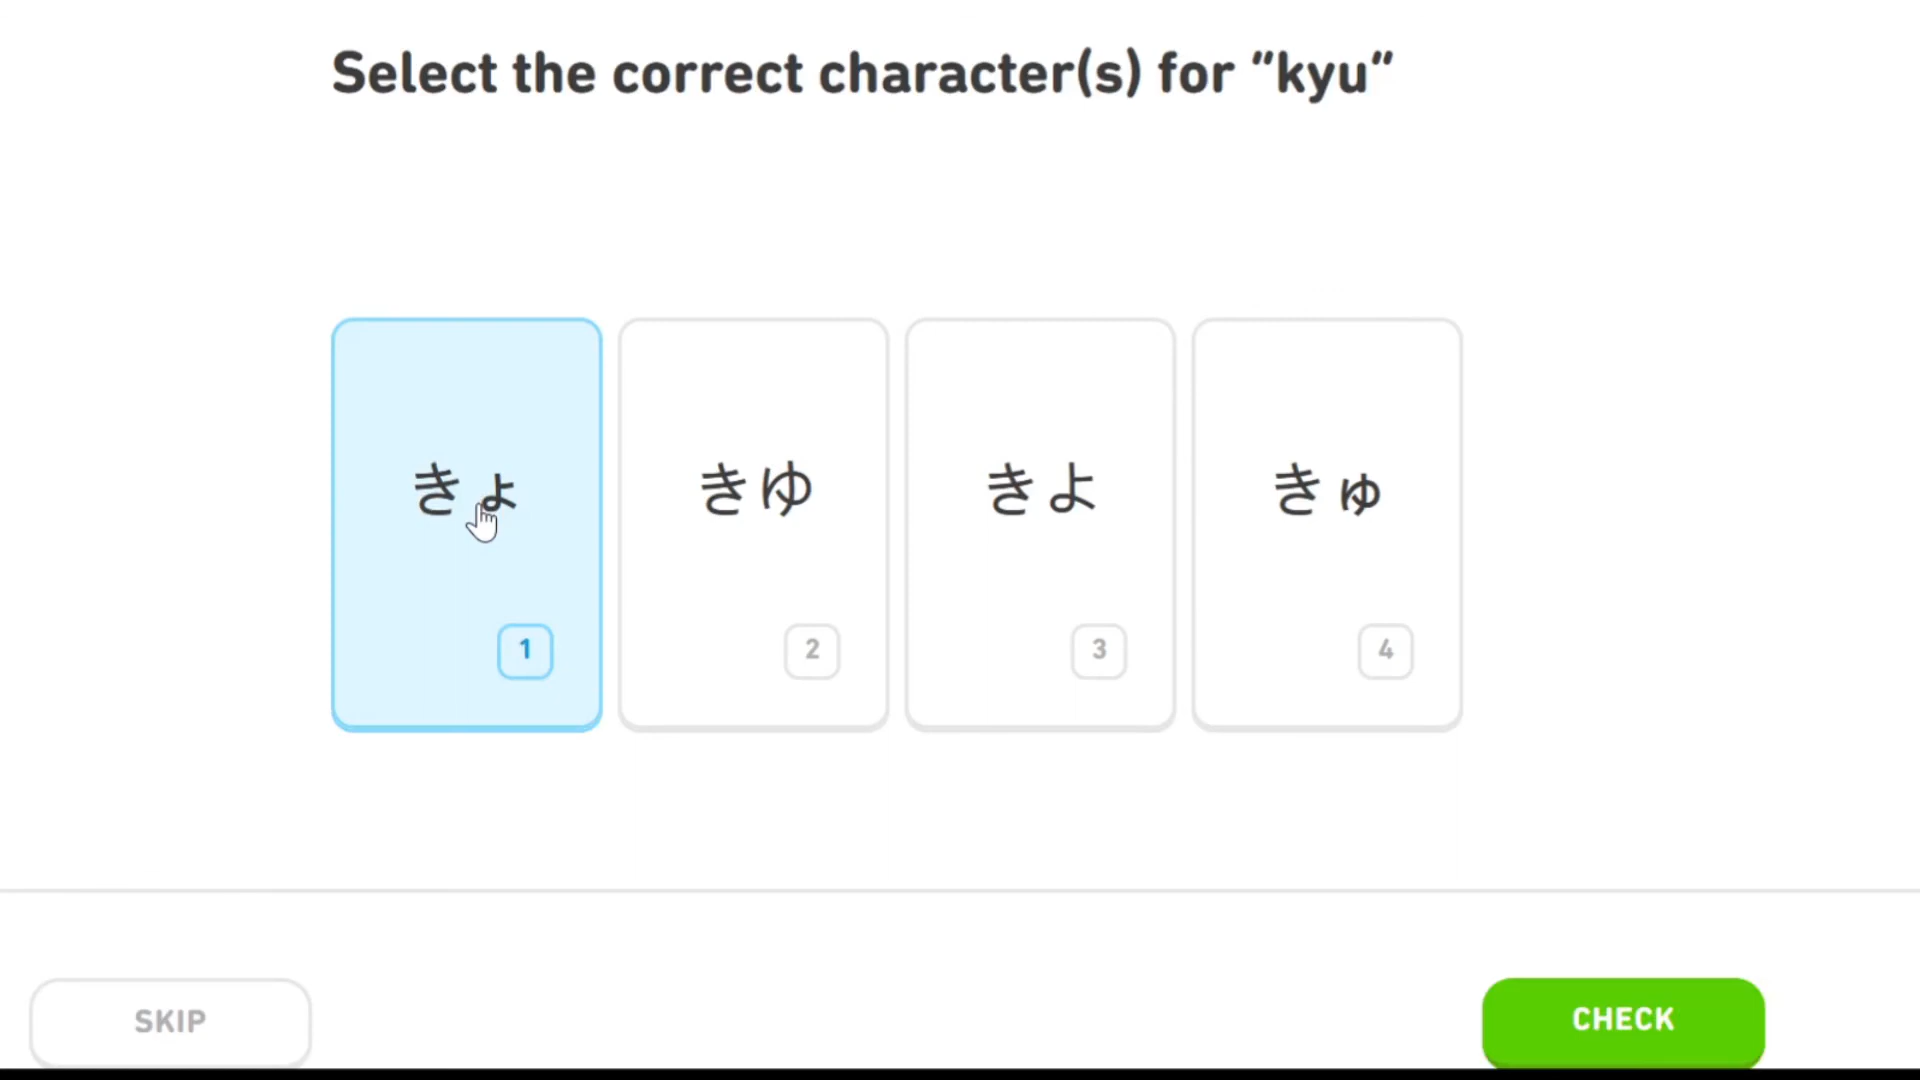 Select the correct character(s) for "kyu"
きょ
きゆ
きよ
きゅ
1
2
3
4
SKIP
CHECK